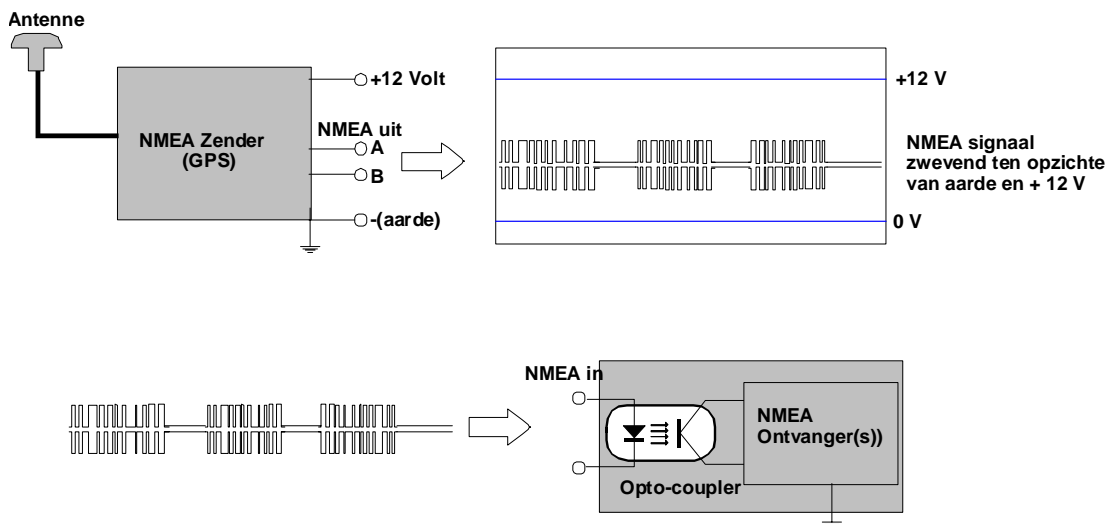 Antenne
+12 Volt
NMEA Zender
(GPS)
NMEA uit
A
B
-(aarde)
+12 V
NMEA signaal
zwevend ten opzichte
van aarde en + 12 V
0 V
NMEA in
NMEA
Ontvanger(s))
Opto-coupler